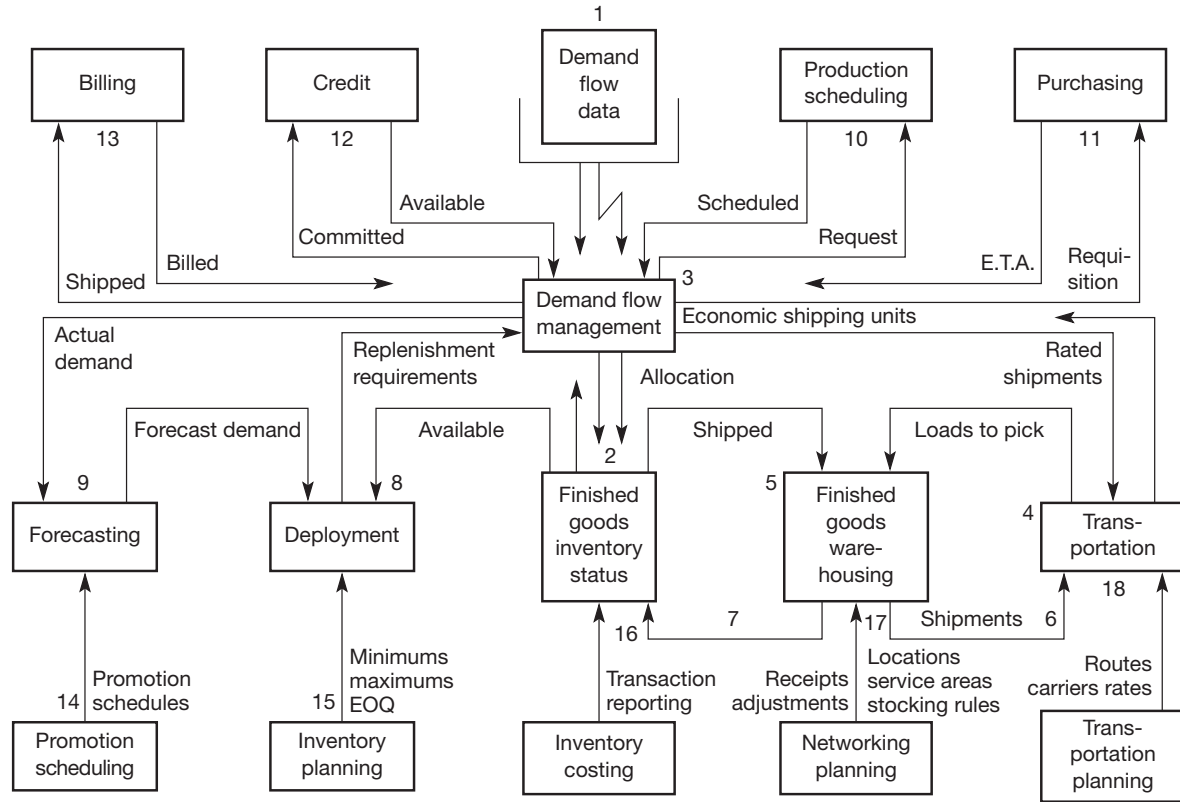 1
Billing
Credit
Demand
flow
data
Production
scheduling
Purchasing
13
12
10
11
Available
Scheduled
Committed
Request
Shipped
Billed
E.T.A.
Requi-
sition
3
Demand flow
management
Economic shipping units
Actual
demand
Replenishment
requirements
Allocation
Rated
shipments
Forecast demand
Available
Shipped
Loads to pick
9
8
2
5
4
Forecasting
Deployment
Finished
goods
inventory
status
Finished
goods
ware-
housing
Trans-
portation
18
16
7
17
Shipments
6
14
Promotion
schedules
15
Minimums
maximums
EOQ
Transaction
reporting
Receipts
adjustments
Locations
service areas
stocking rules
Routes
carriers rates
Promotion
scheduling
Inventory
planning
Inventory
costing
Networking
planning
Trans-
portation
planning